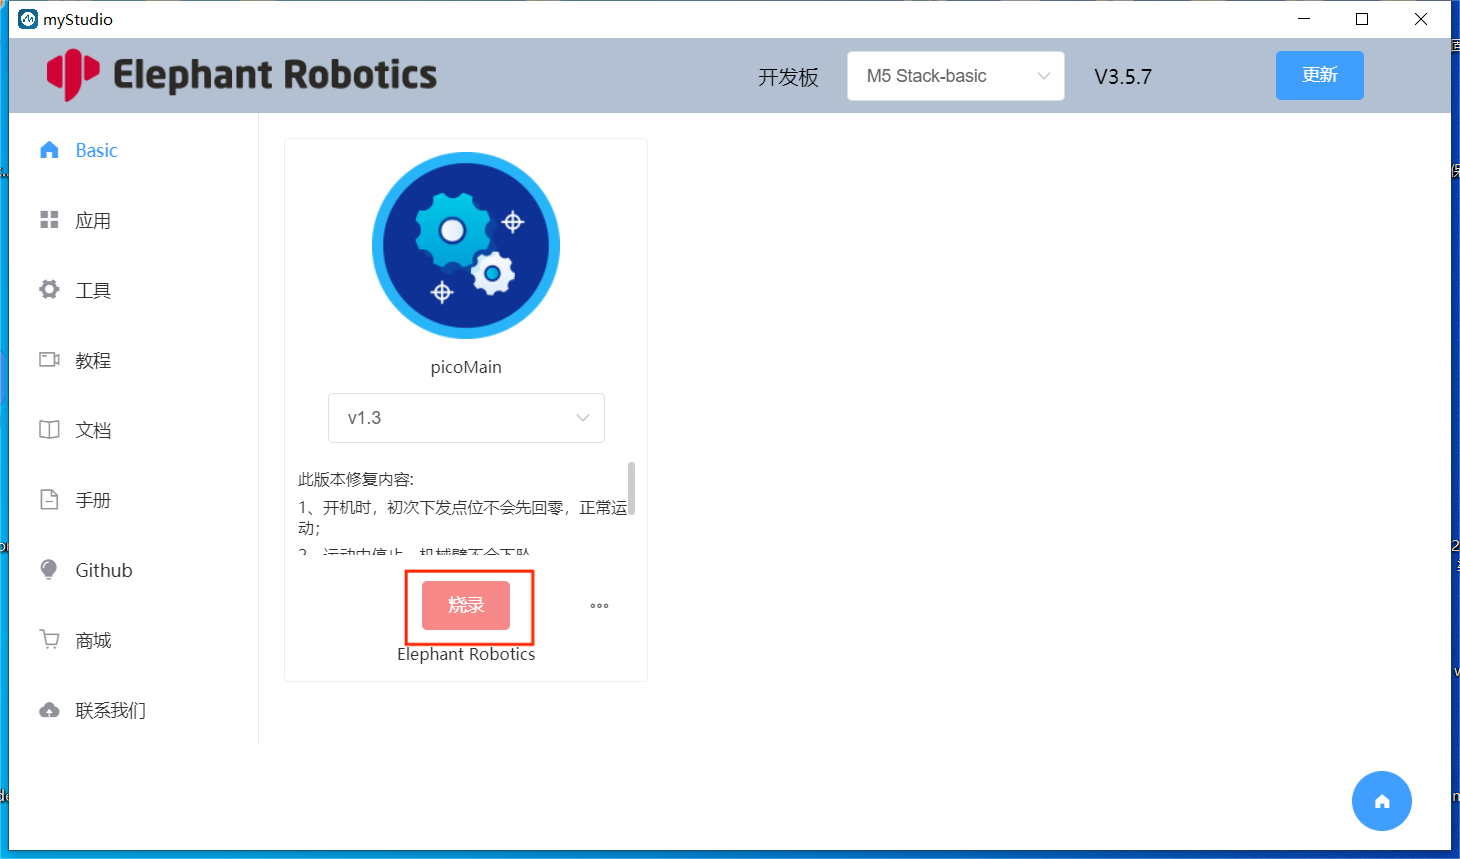 myStudio
Elephant Robotics
开发板
M5 Stack-basic
V3.5.7
更新
Basic
应用
工具
教程
文档
手册
Github
商城
联系我们
picoMain
v1.3
此版本修复内容:
1、开机时，初次下发点位不会先回零，正常运
动；
烧录
Elephant Robotics